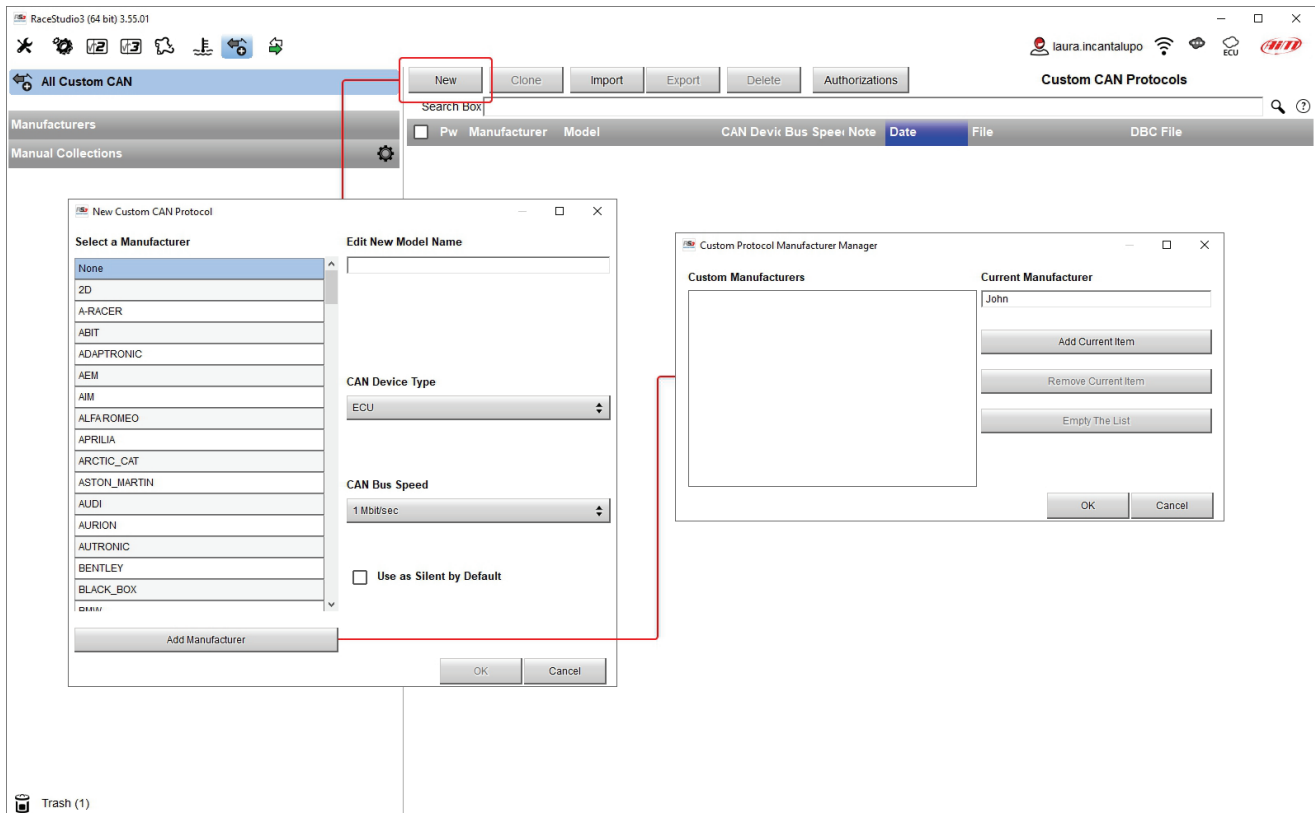 RaceStudio3 (64 bit) 3.55.01
laura.incantalupo
ECU
AIM
All Custom CAN
New
Clone
Import
Export
Delete
Authorizations
Custom CAN Protocols
Search Box
Manufacturers
Pw Manufacturer Model CAN Devic Bus Speed Note Date File DBC File
Manual Collections
New Custom CAN Protocol
Select a Manufacturer
Edit New Model Name
None
2D
A-RACER
ABIT
ADAPTRONIC
AEM
AIM
ALFA ROMEO
APRILIA
ARCTIC_CAT
ASTON_MARTIN
AUDI
AURION
AUTRONIC
BENTLEY
BLACK_BOX
BMW
CAN Device Type
ECU
CAN Bus Speed
1 Mbit/sec
Use as Silent by Default
Add Manufacturer
OK
Cancel
Custom Protocol Manufacturer Manager
Custom Manufacturers
Current Manufacturer
John
Add Current Item
Remove Current Item
Empty The List
OK
Cancel
Trash (1)